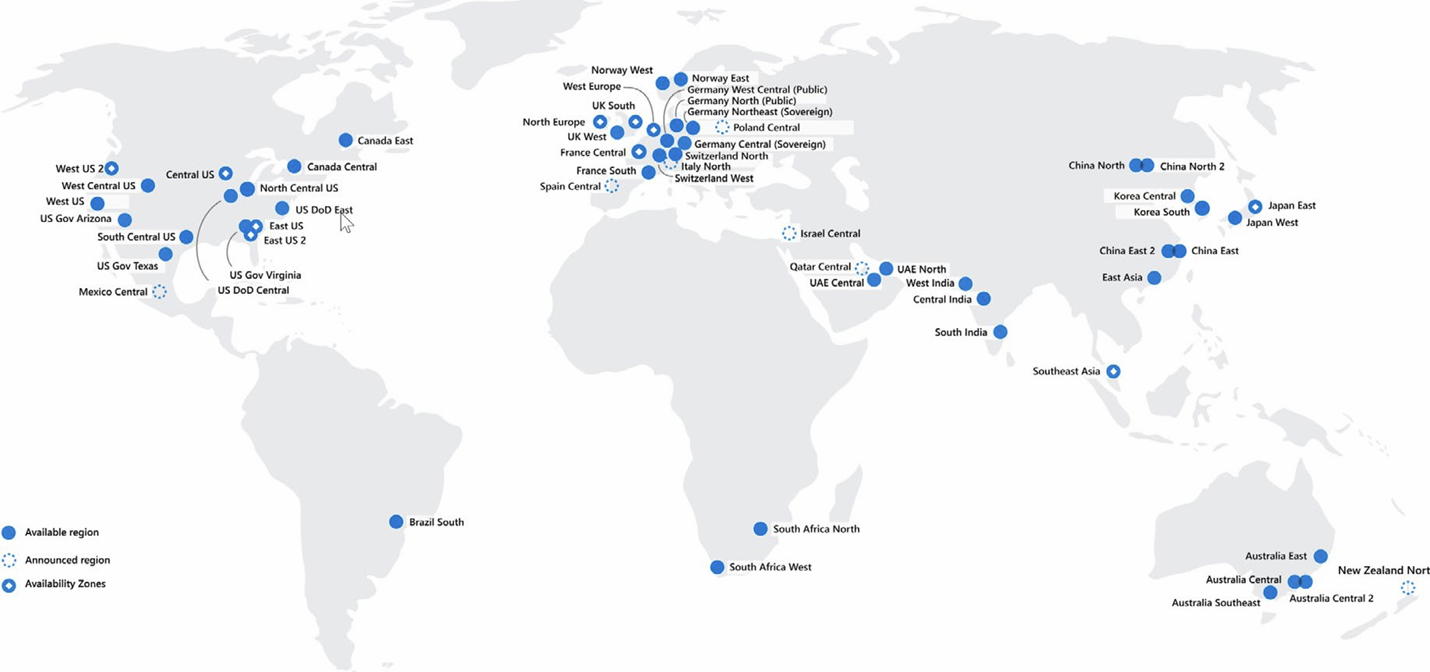 Norway West
Norway East
West Europe
Germany West Central (Public)
Germany North (Public)
UK South
Germany Northeast (Sovereign)
North Europe
Poland Central
UK West
Canada East
Germany Central (Sovereign)
France Central
Switzerland North
West US 2
Central US
Canada Central
Italy North
China North
China North 2
France South
Switzerland West
West Central US
North Central US
Spain Central
Korea Central
West US
US DoD East
Korea South
Japan East
US Gov Arizona
East US
Japan West
South Central US
East US 2
Israel Central
China East 2
China East
US Gov Texas
Qatar Central
UAE North
US Gov Virginia
UAE Central
West India
East Asia
Mexico Central
US DoD Central
Central India
South India
Southeast Asia
Brazil South
South Africa North
Available region
Australia East
Announced region
South Africa West
New Zealand Nort
Availability Zones
Australia Central
Australia Central 2
Australia Southeast